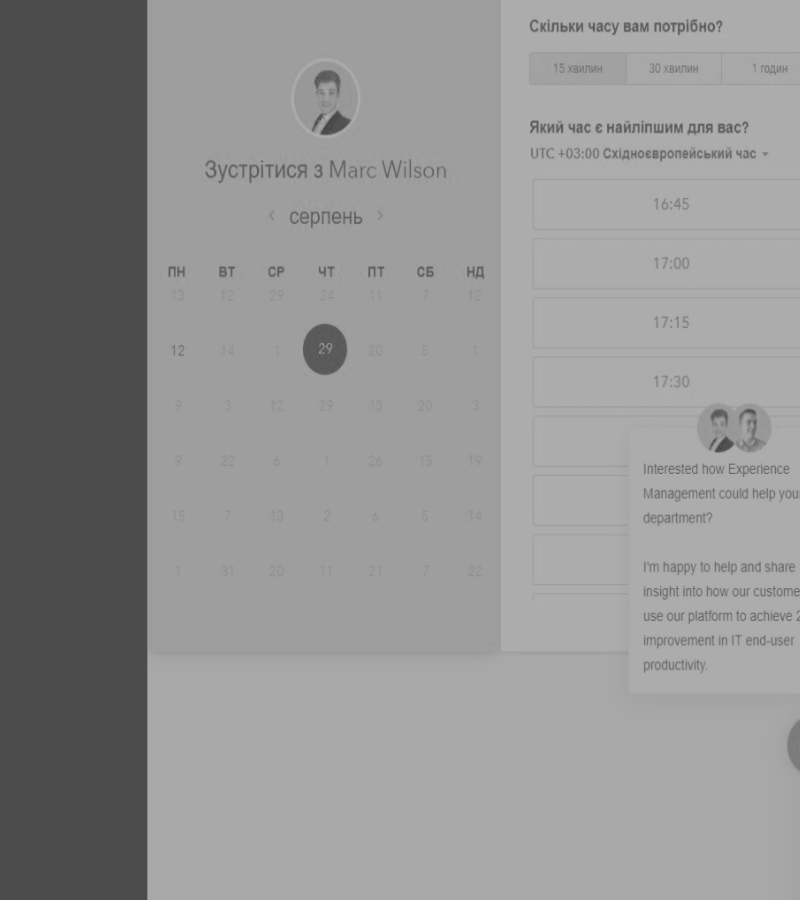 Зустрітися з Marc Wilson
‹ серпень ›
ПН ВТ СР ЧТ ПТ СБ НД
13 12 29 24 11 7 12
12 14 1 29 20 5 1
9 3 12 29 13 20 3
9 22 6 1 26 15 19
15 7 13 2 6 5 14
1 31 20 11 21 7 22
Скільки часу вам потрібно?
15 хвилин 30 хвилин 1 годин
Який час є найліпшим для вас?
UTC +03:00 Східноєвропейський час
16:45
17:00
17:15
17:30
Interested how Experience
Management could help your
department?
I'm happy to help and share
insight into how our custome
use our platform to achieve 2
improvement in IT end-user
productivity.